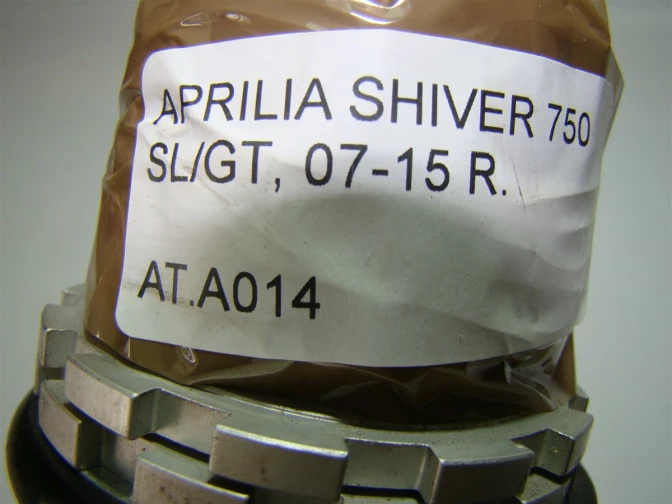 APRILIA SHIVER 750
SL/GT, 07-15 R.
AT.A014